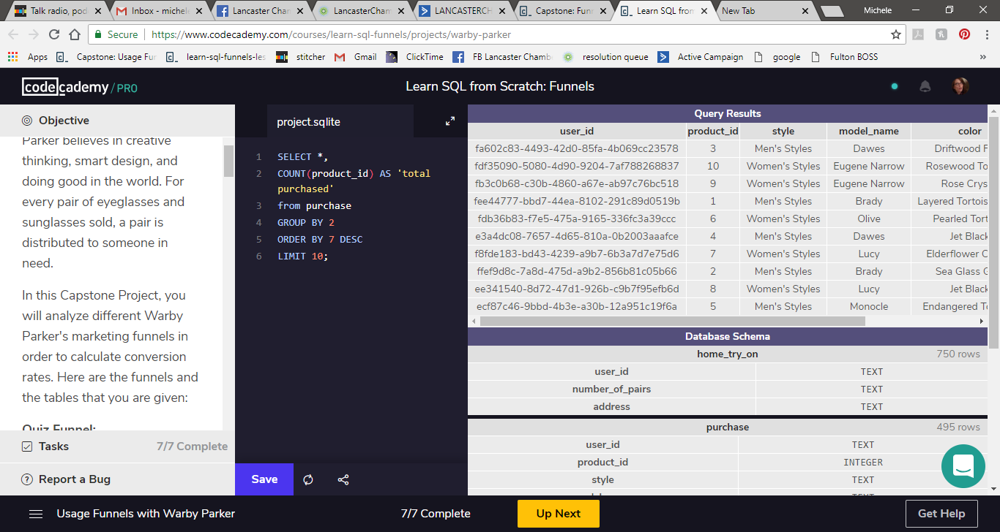 Talk radio, pod
Inbox - michele
Lancaster Chan
LancasterCham
LANCASTERCH
Capstone: Funn
Learn SQL from
New Tab
Michele
Secure
https://www.codecademy.com/courses/learn-sql-funnels/projects/warby-parker
Apps
Capstone: Usage Fun
learn-sql-funnels-les
stitcher
Gmail
ClickTime
FB Lancaster Chamb
resolution queue
Active Campaign
google
Fulton BOSS
codecademy / PRO
Learn SQL from Scratch: Funnels
Objective
Parker believes in creative
thinking, smart design, and
doing good in the world. For
every pair of eyeglasses and
sunglasses sold, a pair is
distributed to someone in
need.
In this Capstone Project, you
will analyze different Warby
Parker's marketing funnels in
order to calculate conversion
rates. Here are the funnels and
the tables that you are given:
Quiz Funnel:
Tasks 7/7 Complete
Report a Bug
project.sqlite
1 SELECT *,
2 COUNT(product_id) AS 'total
purchased'
3 from purchase
4 GROUP BY 2
5 ORDER BY 7 DESC
6 LIMIT 10;
Save
Query Results
user_id product_id style model_name color
fa602c83-4493-42d0-85fa-4b069cc23578 3 Men's Styles Dawes Driftwood F
fdf35090-5080-4d90-9204-7af788268837 10 Women's Styles Eugene Narrow Rosewood To
fb3c0b68-c30b-4860-a67e-ab97c76bc518 9 Women's Styles Eugene Narrow Rose Crys
fee44777-bbd7-44ea-8102-291c89d0519b 1 Men's Styles Brady Layered Tortois
fdb36b83-f7e5-475a-9165-336fc3a39ccc 6 Women's Styles Olive Pearled Tort
e3a4dc08-7657-4d65-810a-0b2003aaafce 4 Men's Styles Dawes Jet Black
f8fde183-bd43-4239-a9b7-6b3a7d7e75d6 7 Women's Styles Lucy Elderflower C
ffef9d8c-7a8d-475d-a9b2-856b81c05b66 2 Men's Styles Brady Sea Glass G
ee341540-8d72-47d1-926b-c9b7f95efb6d 8 Women's Styles Lucy Jet Black
ecf87c46-9bbd-4b3e-a30b-12a951c19f6a 5 Men's Styles Monocle Endangered To
Database Schema
home_try_on 750 rows
user_id TEXT
number_of_pairs TEXT
address TEXT
purchase 495 rows
user_id TEXT
product_id INTEGER
style TEXT
Usage Funnels with Warby Parker
7/7 Complete
Up Next
Get Help